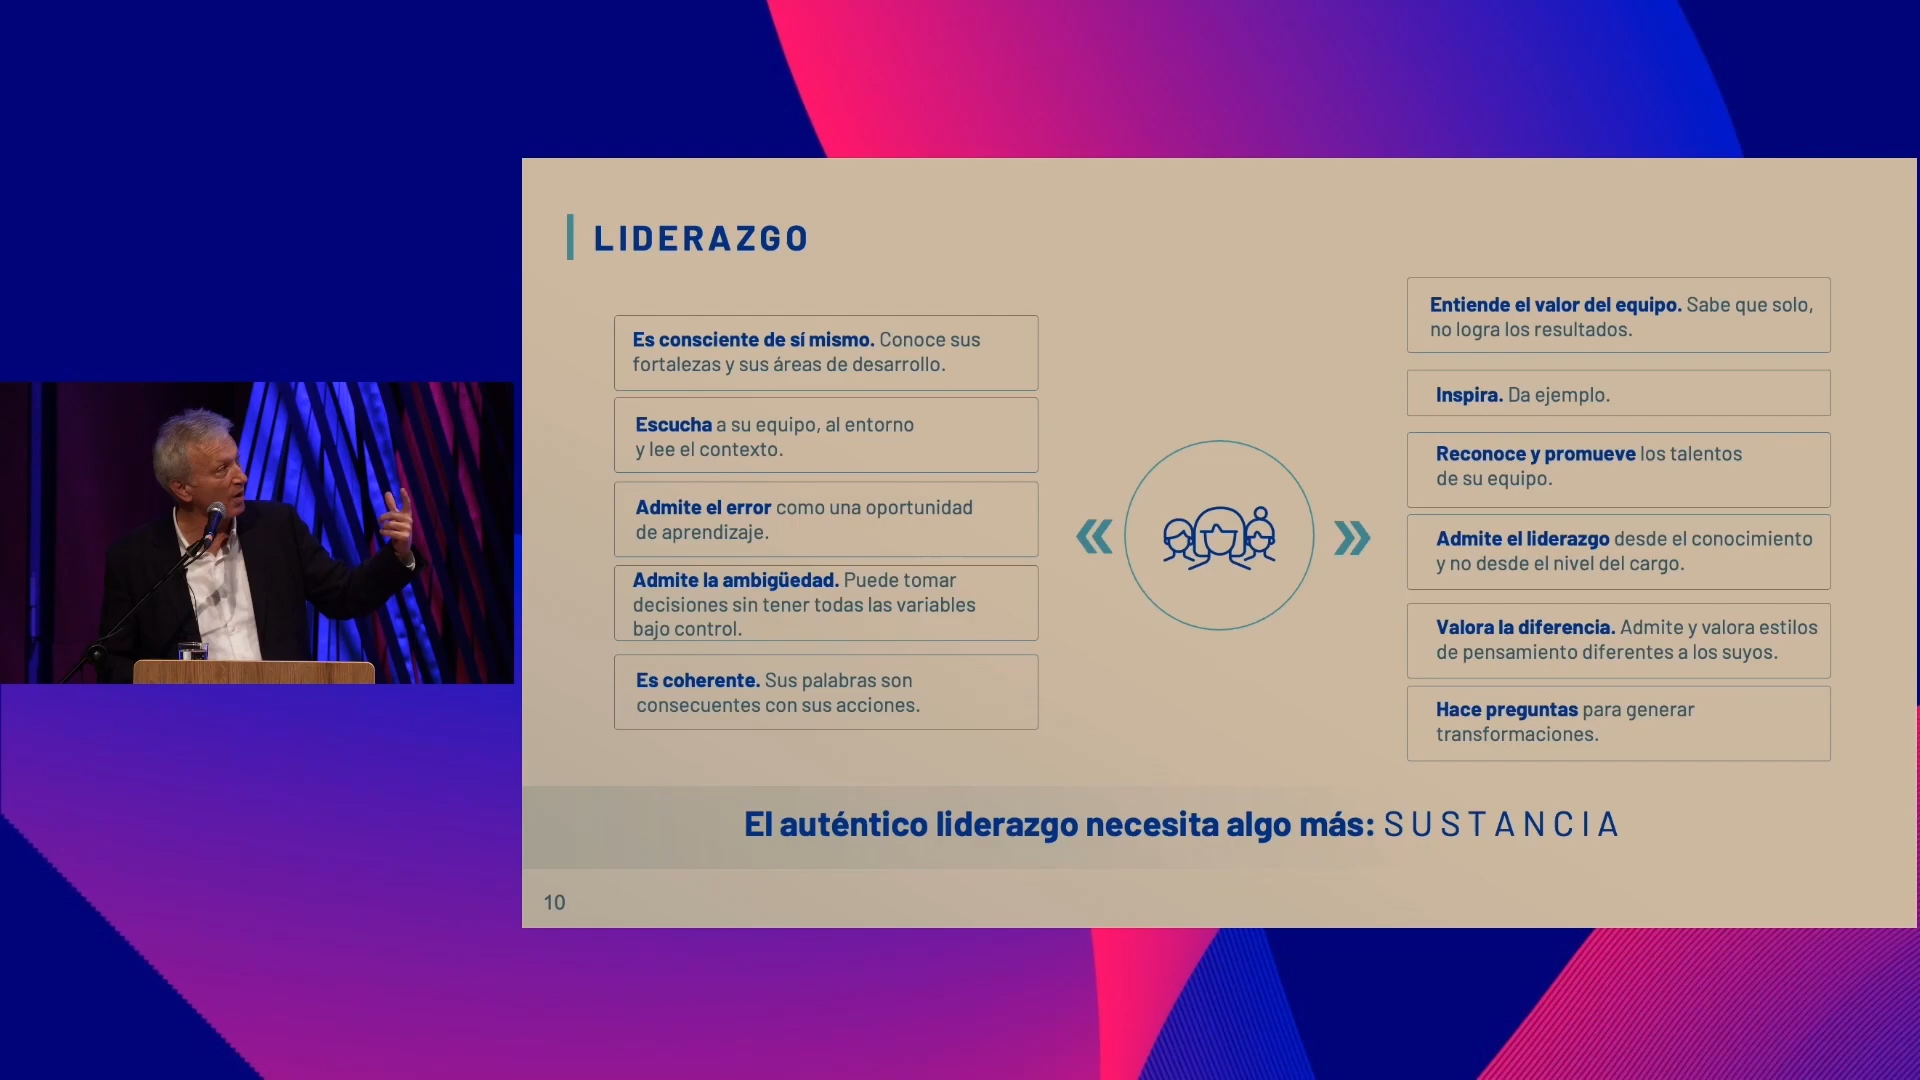 LIDERAZGO
Es consciente de sí mismo. Conoce sus
fortalezas y sus áreas de desarrollo.
Escucha a su equipo, al entorno
y lee el contexto.
Admite el error como una oportunidad
de aprendizaje.
Admite la ambigüedad. Puede tomar
decisiones sin tener todas las variables
bajo control.
Es coherente. Sus palabras son
consecuentes con sus acciones.
Entiende el valor del equipo. Sabe que solo,
no logra los resultados.
Inspira. Da ejemplo.
Reconoce y promueve los talentos
de su equipo.
Admite el liderazgo desde el conocimiento
y no desde el nivel del cargo.
Valora la diferencia. Admite y valora estilos
de pensamiento diferentes a los suyos.
Hace preguntas para generar
transformaciones.
El auténtico liderazgo necesita algo más: SUSTANCIA
10